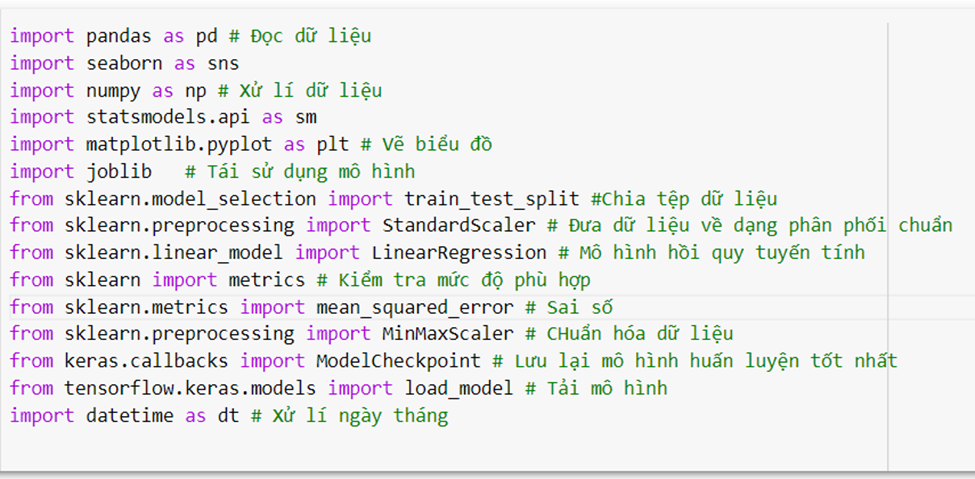 import pandas as pd # Đọc dữ liệu
import seaborn as sns
import numpy as np # Xử lí dữ liệu
import statsmodels.api as sm
import matplotlib.pyplot as plt # Vẽ biểu đồ
import joblib   # Tái sử dụng mô hình
from sklearn.model_selection import train_test_split #Chia tệp dữ liệu
from sklearn.preprocessing import StandardScaler # Đưa dữ liệu về dạng phân phối chuẩn
from sklearn.linear_model import LinearRegression # Mô hình hồi quy tuyến tính
from sklearn import metrics # Kiểm tra mức độ phù hợp
from sklearn.metrics import mean_squared_error # Sai số
from sklearn.preprocessing import MinMaxScaler # CHuẩn hóa dữ liệu
from keras.callbacks import ModelCheckpoint # Lưu lại mô hình huấn luyện tốt nhất
from tensorflow.keras.models import load_model # Tải mô hình
import datetime as dt # Xử lí ngày tháng